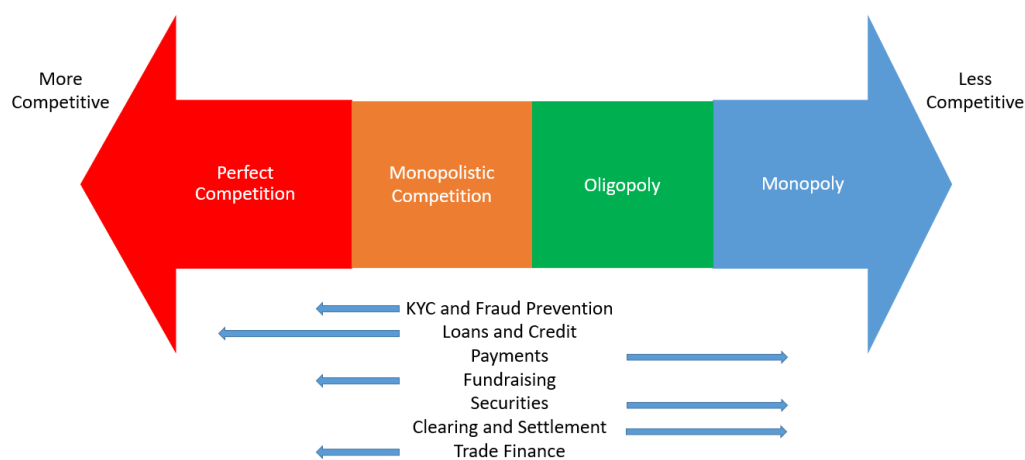 More
Competitive
Less
Competitive
Perfect
Competition
Monopolistic
Competition
Oligopoly
Monopoly
KYC and Fraud Prevention
Loans and Credit
Payments
Fundraising
Securities
Clearing and Settlement
Trade Finance